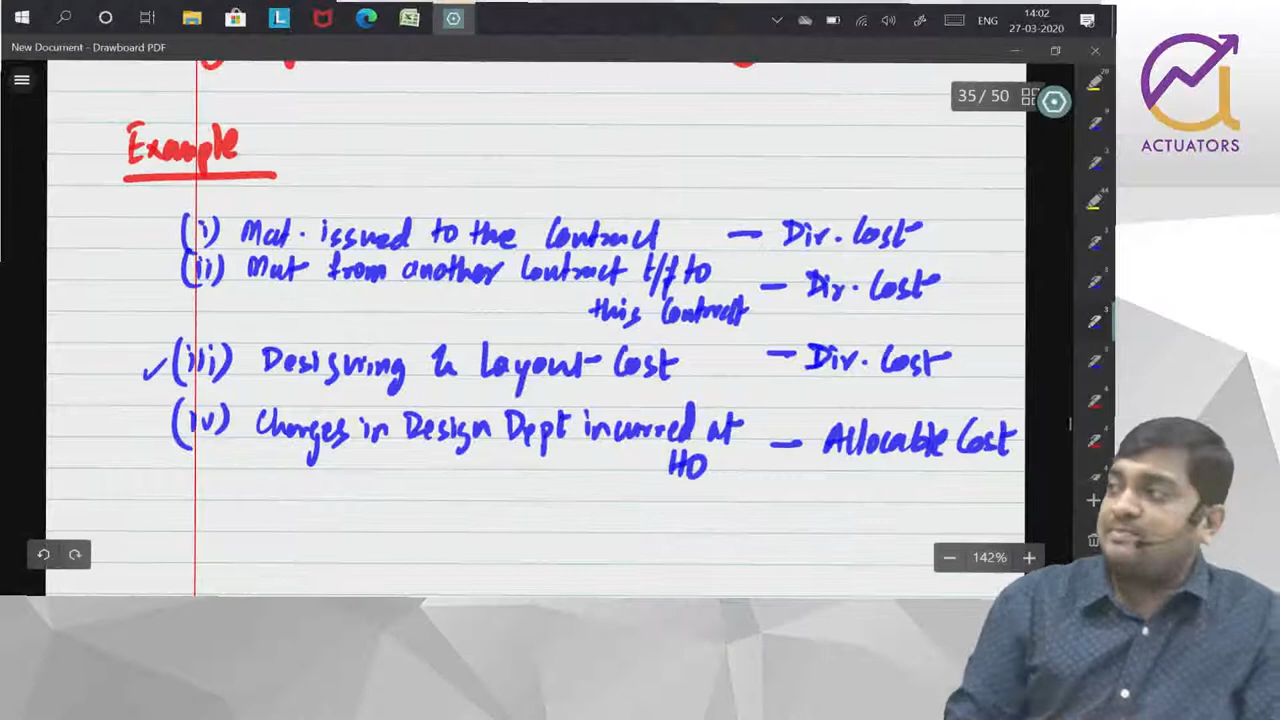 14:02
ENG
27-03-2020
New Document - Drawboard PDF
35 / 50
ACTUATORS
Example
(i) Mat. issued to the Contract — Dir. Cost
(ii) Mat from another Contract t/f to — Dir. Cost
this Contract
(iii) Designing & Layout Cost — Dir. Cost
(iv) Charges in Design Dept incurred at — Allocable Cost
HO
142%